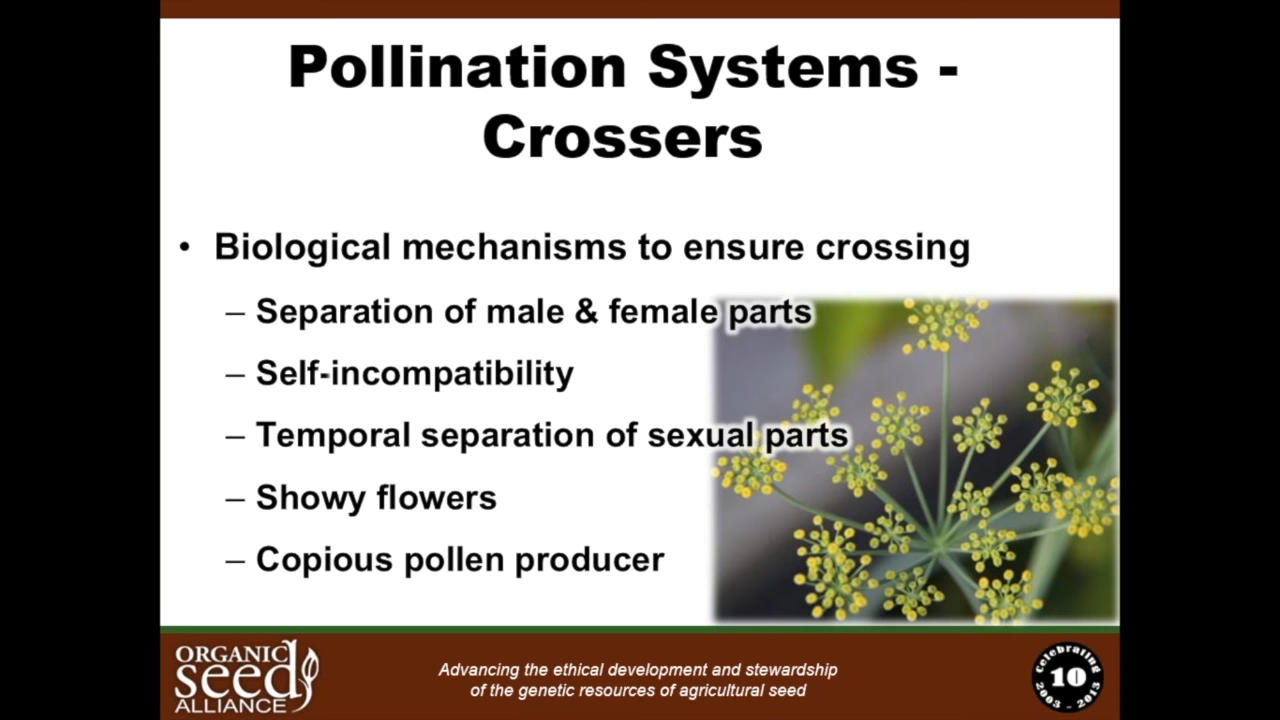 Pollination Systems -
Crossers
• Biological mechanisms to ensure crossing
– Separation of male & female parts
– Self-incompatibility
– Temporal separation of sexual parts
– Showy flowers
– Copious pollen producer
ORGANIC
seed
ALLIANCE
Advancing the ethical development and stewardship
of the genetic resources of agricultural seed
Celebrating
10
2003 - 2013